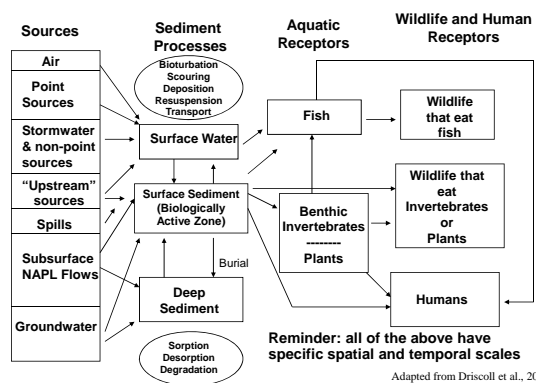 Sources
Sediment
Processes
Aquatic
Receptors
Wildlife and Human
Receptors
Air
Point
Sources
Stormwater
& non-point
sources
“Upstream”
sources
Spills
Subsurface
NAPL Flows
Groundwater
Bioturbation
Scouring
Deposition
Resuspension
Transport
Surface Water
Surface Sediment
(Biologically
Active Zone)
Burial
Deep
Sediment
Sorption
Desorption
Degradation
Fish
Benthic
Invertebrates
--------
Plants
Wildlife
that eat
fish
Wildlife that
eat
Invertebrates
or
Plants
Humans
Reminder: all of the above have
specific spatial and temporal scales
Adapted from Driscoll et al., 20